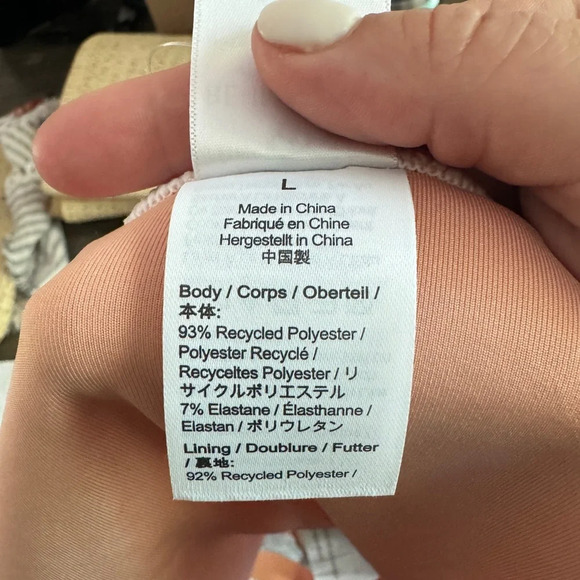 L
Made in China
Fabriqué en Chine
Hergestellt in China
中国製
Body / Corps / Oberteil /
本体:
93% Recycled Polyester /
Polyester Recyclé /
Recyceltes Polyester / リ
サイクルポリエステル
7% Elastane / Élasthanne /
Elastan / ポリウレタン
Lining / Doublure / Futter
/ 裏地:
92% Recycled Polyester /